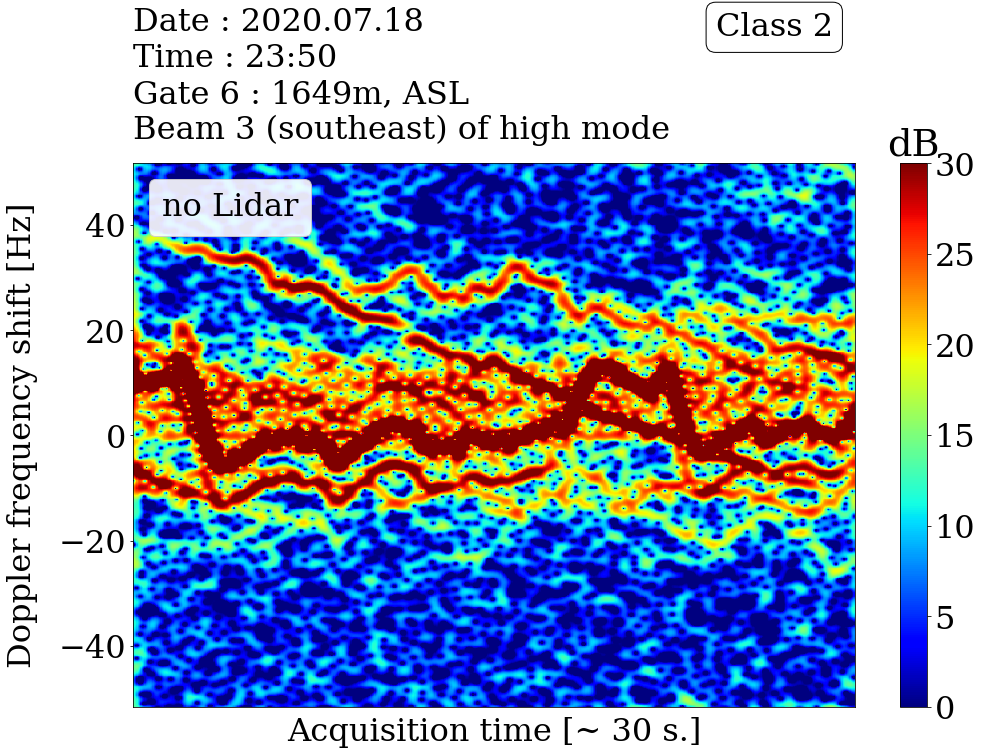 Date : 2020.07.18
Time : 23:50
Gate 6 : 1649m, ASL
Beam 3 (southeast) of high mode
Class 2
dB
no Lidar
Doppler frequency shift [Hz]
40
20
0
−20
−40
30
25
20
15
10
5
0
Acquisition time [~ 30 s.]